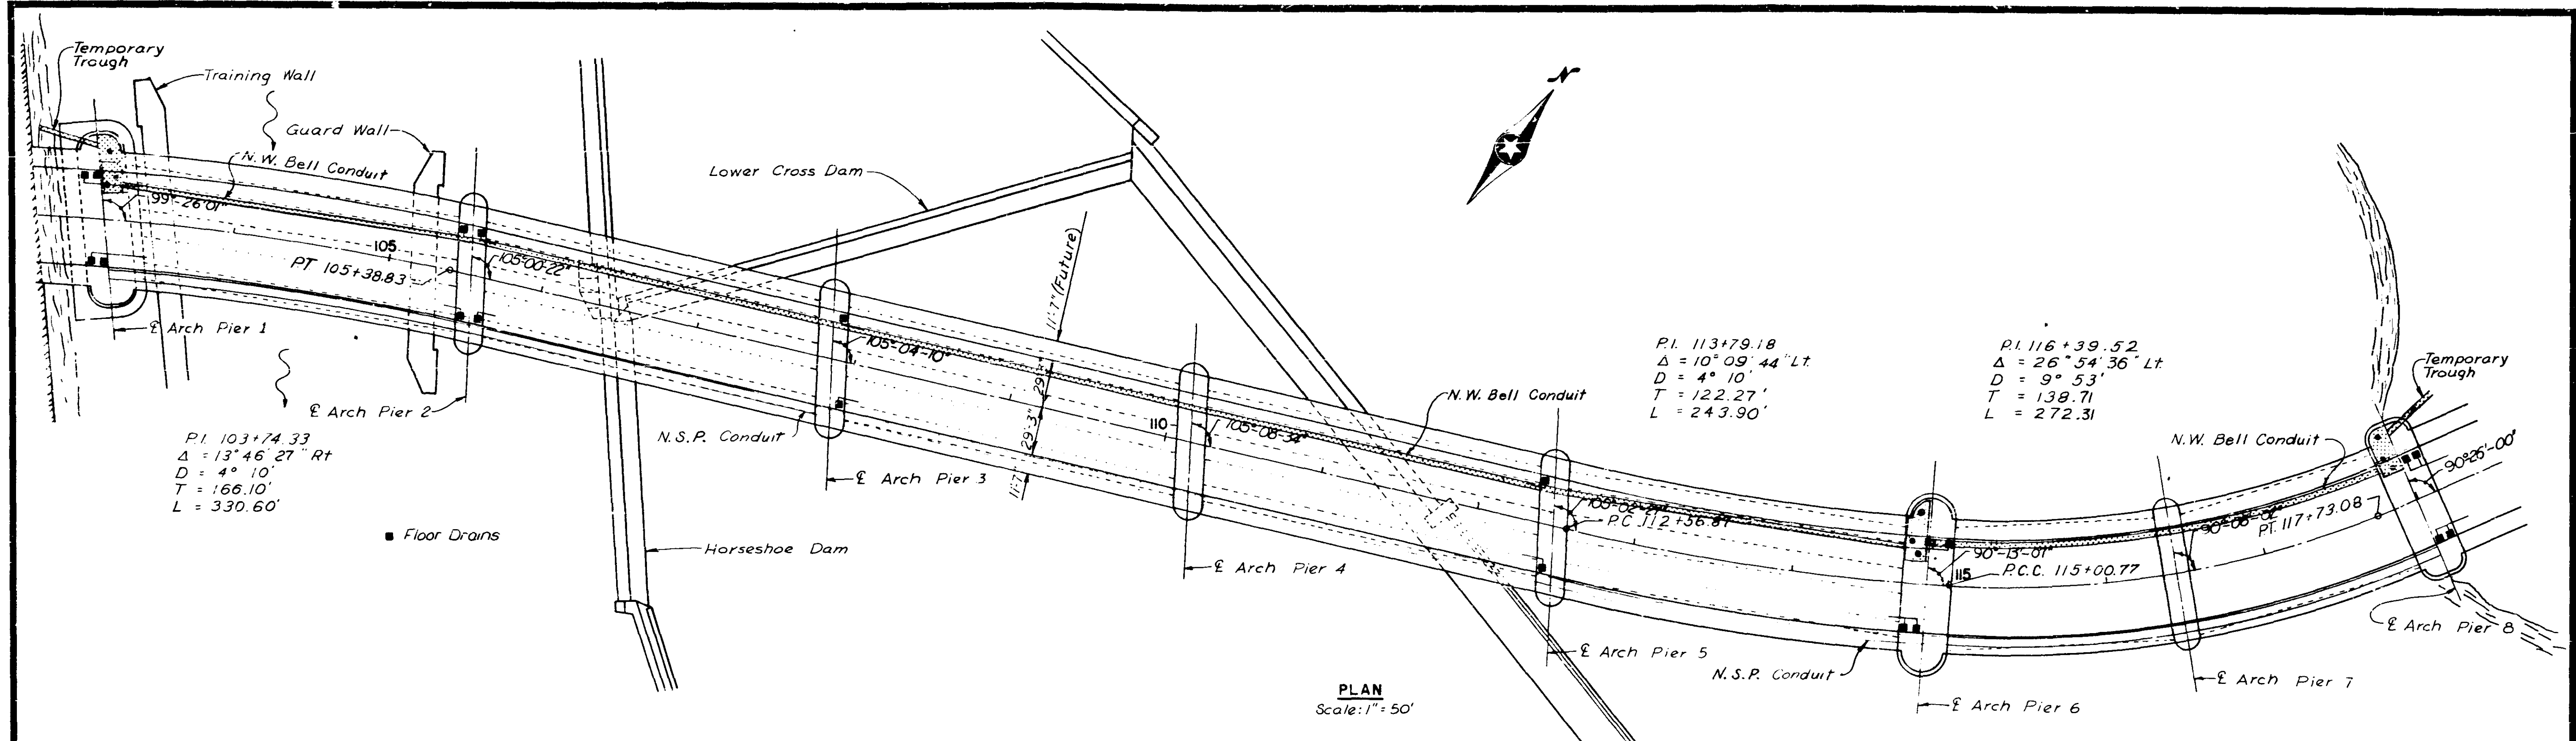 Temporary
Trough
Training Wall
Guard Wall
N.W. Bell Conduit
99°-26'01"
105
P.T. 105+38.83
105-00-22"
℄ Arch Pier 1
℄ Arch Pier 2
P.I. 103+74.33
Δ = 13° 46' 27" Rt
D = 4° 10'
T = 166.10'
L = 330.60'
■ Floor Drains
Horseshoe Dam
Lower Cross Dam
N
11'-7" (Future)
105°-04'-10"
29'-3"
11'-7"
N.S.P. Conduit
℄ Arch Pier 3
110
105°-08'-34"
℄ Arch Pier 4
N.W. Bell Conduit
P.I. 113+79.18
Δ = 10° 09' 44" Lt.
D = 4° 10'
T = 122.27'
L = 243.90'
P.I. 116+39.52
Δ = 26° 54' 36" Lt.
D = 9° 53'
T = 138.71
L = 272.31
Temporary
Trough
N.W. Bell Conduit
90°26'-00"
P.C. 112+56.87
90°-13'-01"
115
P.C.C. 115+00.77
P.T. 117+73.08
℄ Arch Pier 5
N.S.P. Conduit
℄ Arch Pier 6
℄ Arch Pier 7
℄ Arch Pier 8
PLAN
Scale: 1" = 50'